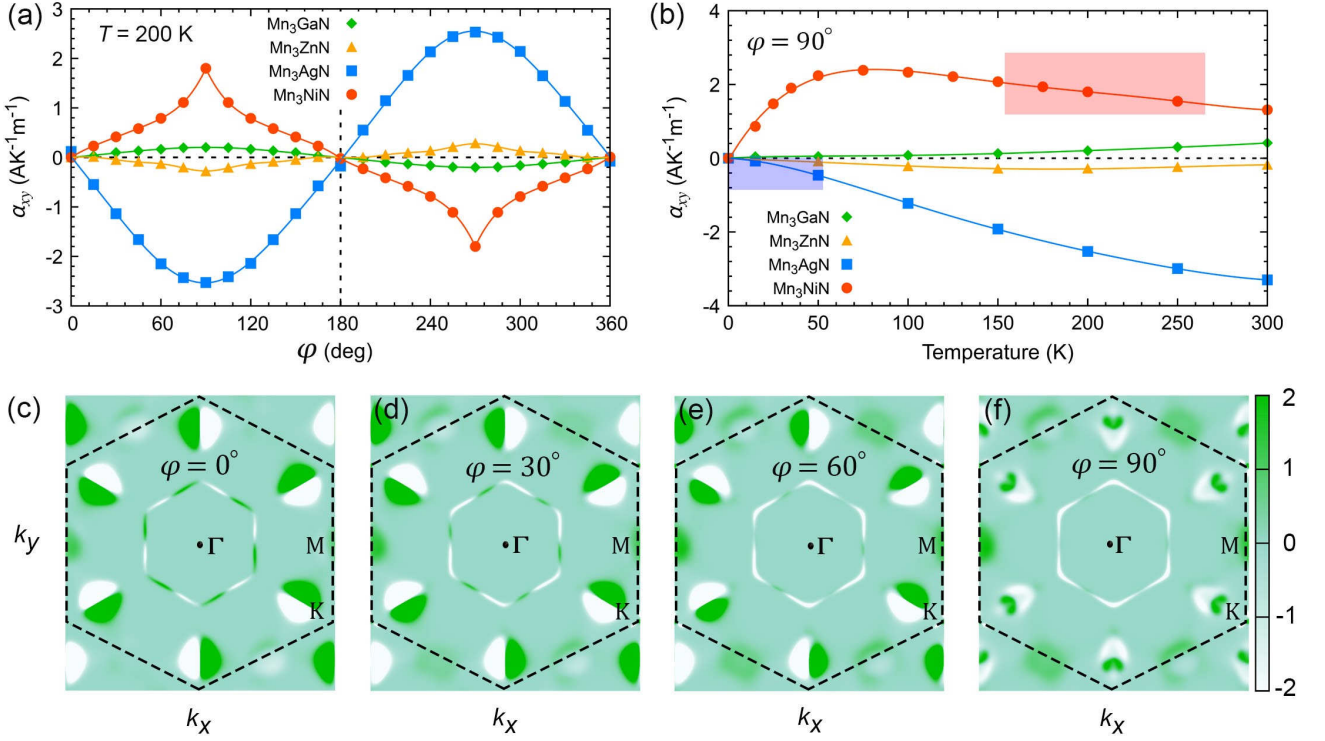 (a)
T = 200 K
Mn₃GaN
Mn₃ZnN
Mn₃AgN
Mn₃NiN
αxy (AK⁻¹m⁻¹)
3
2
1
0
-1
-2
-3
0 60 120 180 240 300 360
φ (deg)
(b)
φ = 90°
αxy (AK⁻¹m⁻¹)
4
2
0
-2
-4
Mn₃GaN
Mn₃ZnN
Mn₃AgN
Mn₃NiN
0 50 100 150 200 250 300
Temperature (K)
(c) (d) (e) (f)
φ = 0° φ = 30° φ = 60° φ = 90°
ky
Γ M Γ M Γ M Γ M
K K K K
kx kx kx kx
2
1
0
-1
-2